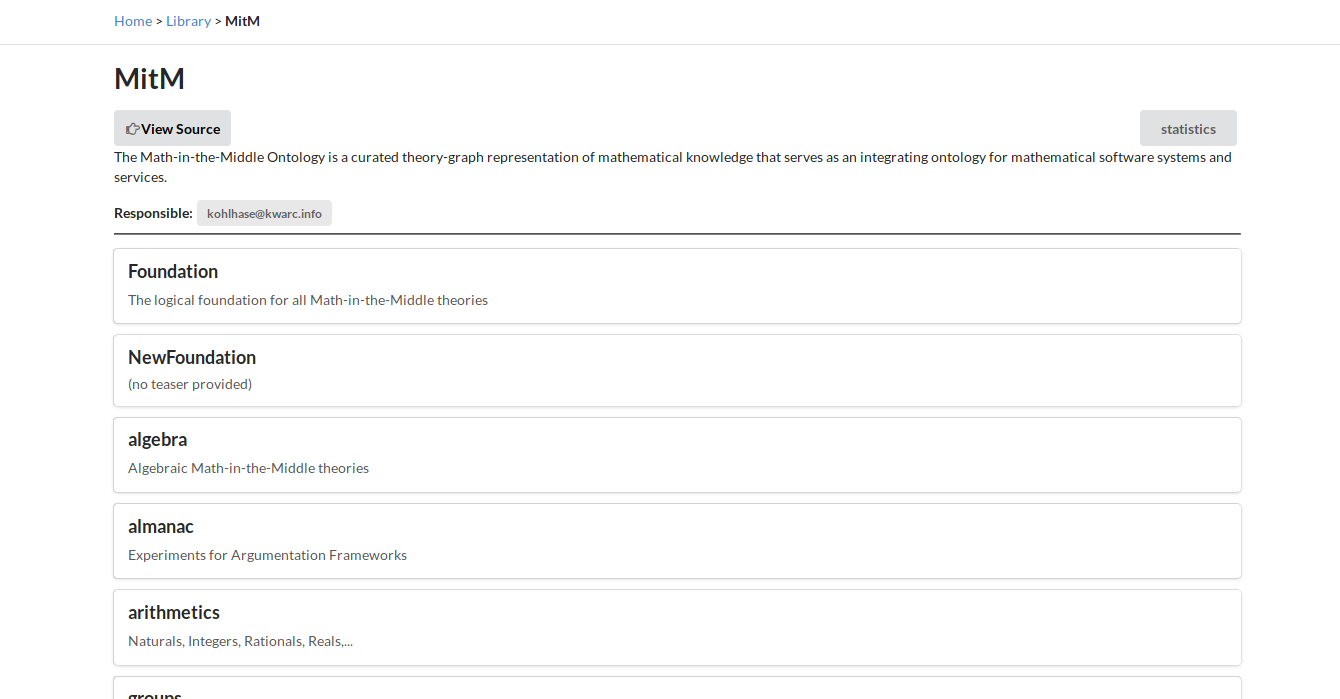 Home > Library > MitM
MitM
View Source
statistics
The Math-in-the-Middle Ontology is a curated theory-graph representation of mathematical knowledge that serves as an integrating ontology for mathematical software systems and
services.
Responsible: kohlhase@kwarc.info
Foundation
The logical foundation for all Math-in-the-Middle theories
NewFoundation
(no teaser provided)
algebra
Algebraic Math-in-the-Middle theories
almanac
Experiments for Argumentation Frameworks
arithmetics
Naturals, Integers, Rationals, Reals,...
groups